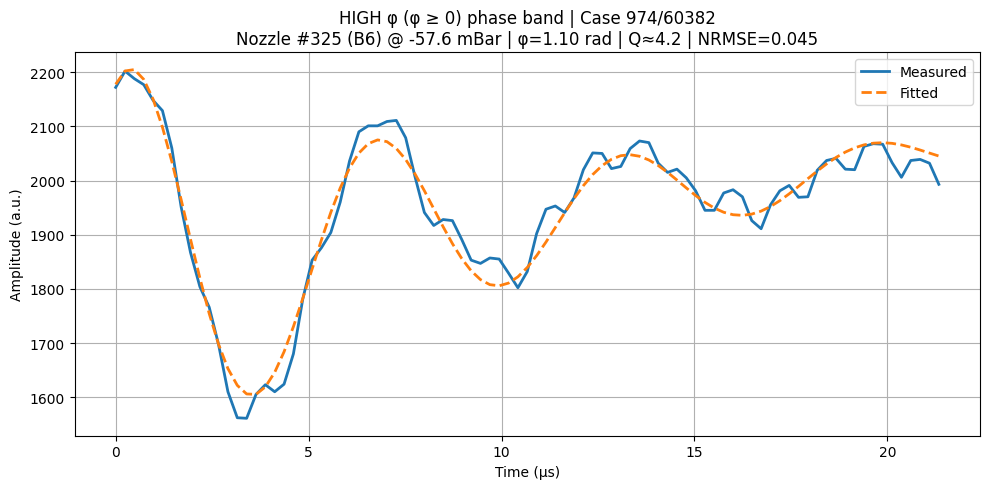 HIGH φ (φ ≥ 0) phase band | Case 974/60382
Nozzle #325 (B6) @ -57.6 mBar | φ=1.10 rad | Q≈4.2 | NRMSE=0.045
Measured
Fitted
Amplitude (a.u.)
2200
2100
2000
1900
1800
1700
1600
0
5
10
15
20
Time (µs)